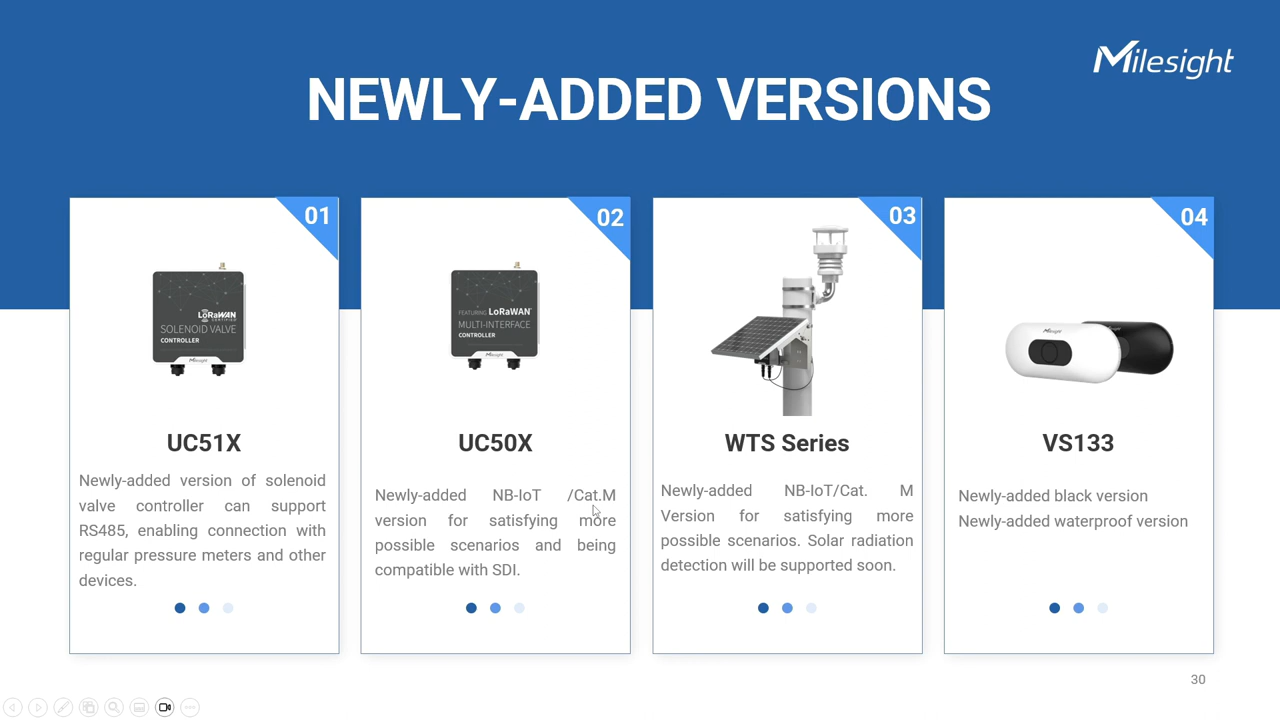 Milesight
NEWLY-ADDED VERSIONS
01
LoRaWAN
CERTIFIED
SOLENOID VALVE
CONTROLLER
Milesight
UC51X
Newly-added version of solenoid
valve controller can support
RS485, enabling connection with
regular pressure meters and other
devices.
02
FEATURING LoRaWAN
MULTI-INTERFACE
CONTROLLER
Milesight
UC50X
Newly-added NB-IoT /Cat.M
version for satisfying more
possible scenarios and being
compatible with SDI.
03
WTS Series
Newly-added NB-IoT/Cat. M
Version for satisfying more
possible scenarios. Solar radiation
detection will be supported soon.
04
Milesight
VS133
Newly-added black version
Newly-added waterproof version
30